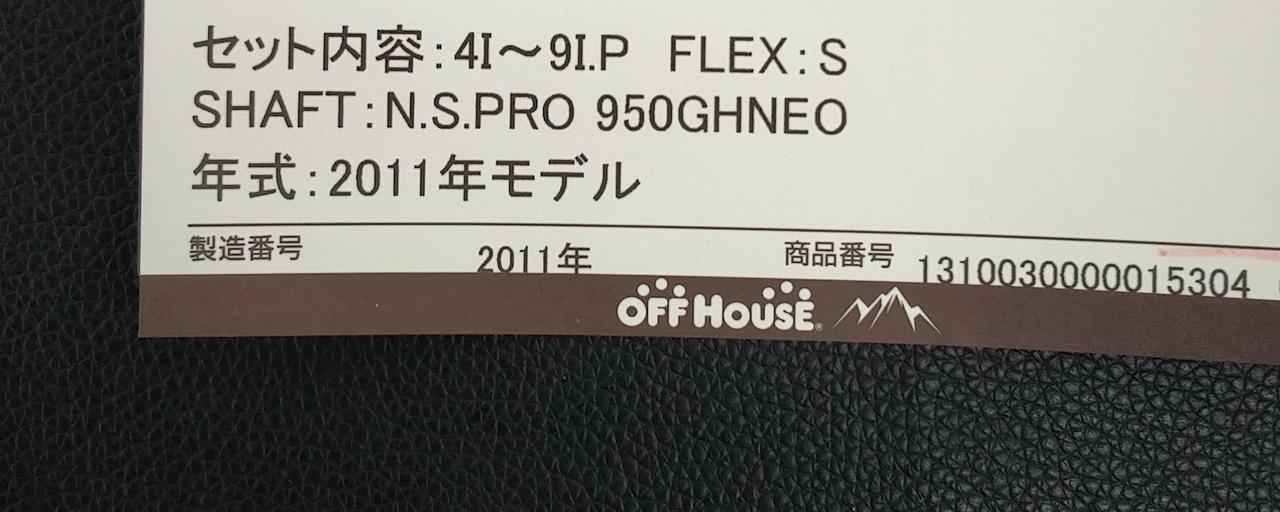 セット内容:4I～9I.P FLEX:S
SHAFT:N.S.PRO 950GHNEO
年式:2011年モデル
製造番号 2011年 商品番号 1310030000015304
OFF HOUSE®